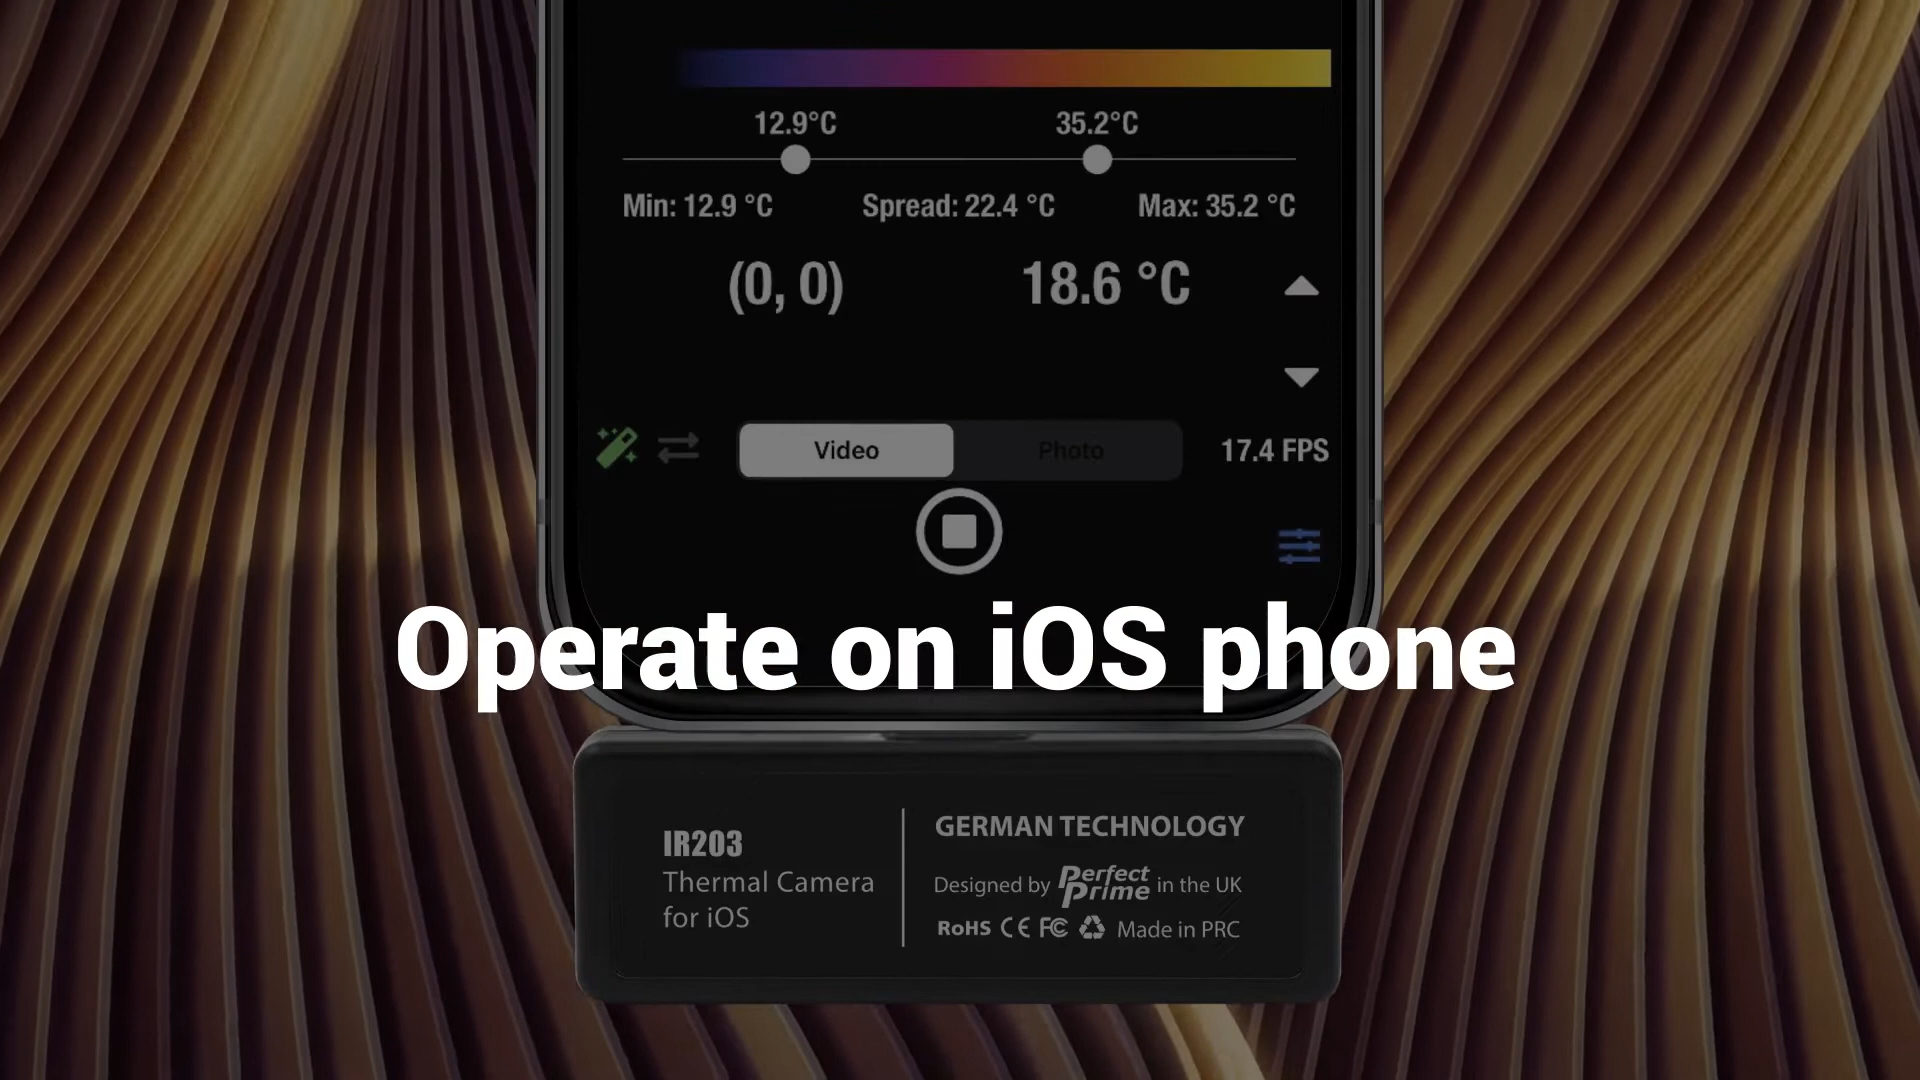 12.9°C 35.2°C
Min: 12.9 °C Spread: 22.4 °C Max: 35.2 °C
(0, 0) 18.6 °C
Video Photo 17.4 FPS
Operate on iOS phone
IR203
Thermal Camera
for iOS
GERMAN TECHNOLOGY
Designed by Perfect Prime in the UK
RoHS CE FC Made in PRC